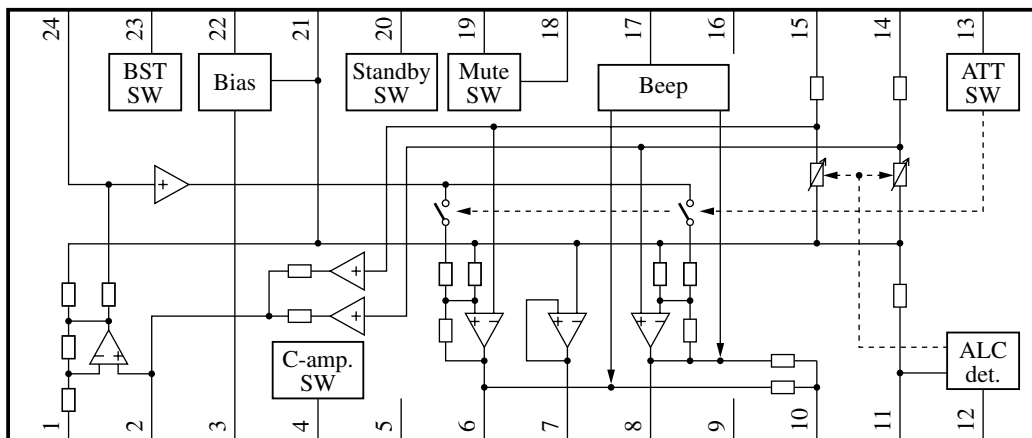 24 23 22 21 20 19 18 17 16 15 14 13
BST
SW
Bias
Standby
SW
Mute
SW
Beep
ATT
SW
+
+
+
− +
+ −
− +
+ −
C-amp.
SW
ALC
det.
1 2 3 4 5 6 7 8 9 10 11 12